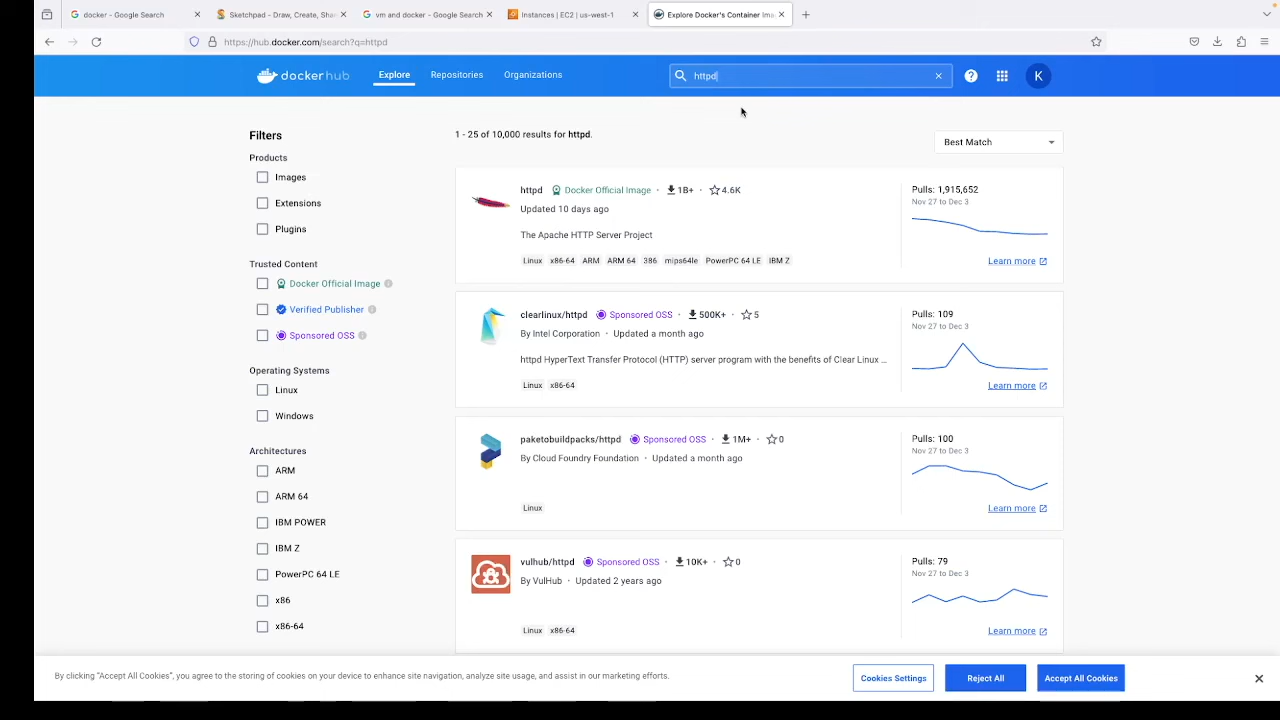 docker - Google Search
Sketchpad - Draw, Create, Shar
vm and docker - Google Search
Instances | EC2 | us-west-1
Explore Docker's Container Ima
https://hub.docker.com/search?q=httpd
dockerhub
Explore
Repositories
Organizations
httpd
K
Filters
Products
Images
Extensions
Plugins
Trusted Content
Docker Official Image
Verified Publisher
Sponsored OSS
Operating Systems
Linux
Windows
Architectures
ARM
ARM 64
IBM POWER
IBM Z
PowerPC 64 LE
x86
x86-64
1 - 25 of 10,000 results for httpd.
Best Match
httpd Docker Official Image · 1B+ · 4.6K
Updated 10 days ago
The Apache HTTP Server Project
Linux x86-64 ARM ARM 64 386 mips64le PowerPC 64 LE IBM Z
Pulls: 1,915,652
Nov 27 to Dec 3
Learn more
clearlinux/httpd Sponsored OSS · 500K+ · 5
By Intel Corporation · Updated a month ago
httpd HyperText Transfer Protocol (HTTP) server program with the benefits of Clear Linux ...
Linux x86-64
Pulls: 109
Nov 27 to Dec 3
Learn more
paketobuildpacks/httpd Sponsored OSS · 1M+ · 0
By Cloud Foundry Foundation · Updated a month ago
Linux
Pulls: 100
Nov 27 to Dec 3
Learn more
vulhub/httpd Sponsored OSS · 10K+ · 0
By VulHub · Updated 2 years ago
Linux x86-64
Pulls: 79
Nov 27 to Dec 3
Learn more
By clicking "Accept All Cookies", you agree to the storing of cookies on your device to enhance site navigation, analyze site usage, and assist in our marketing efforts.
Cookies Settings
Reject All
Accept All Cookies